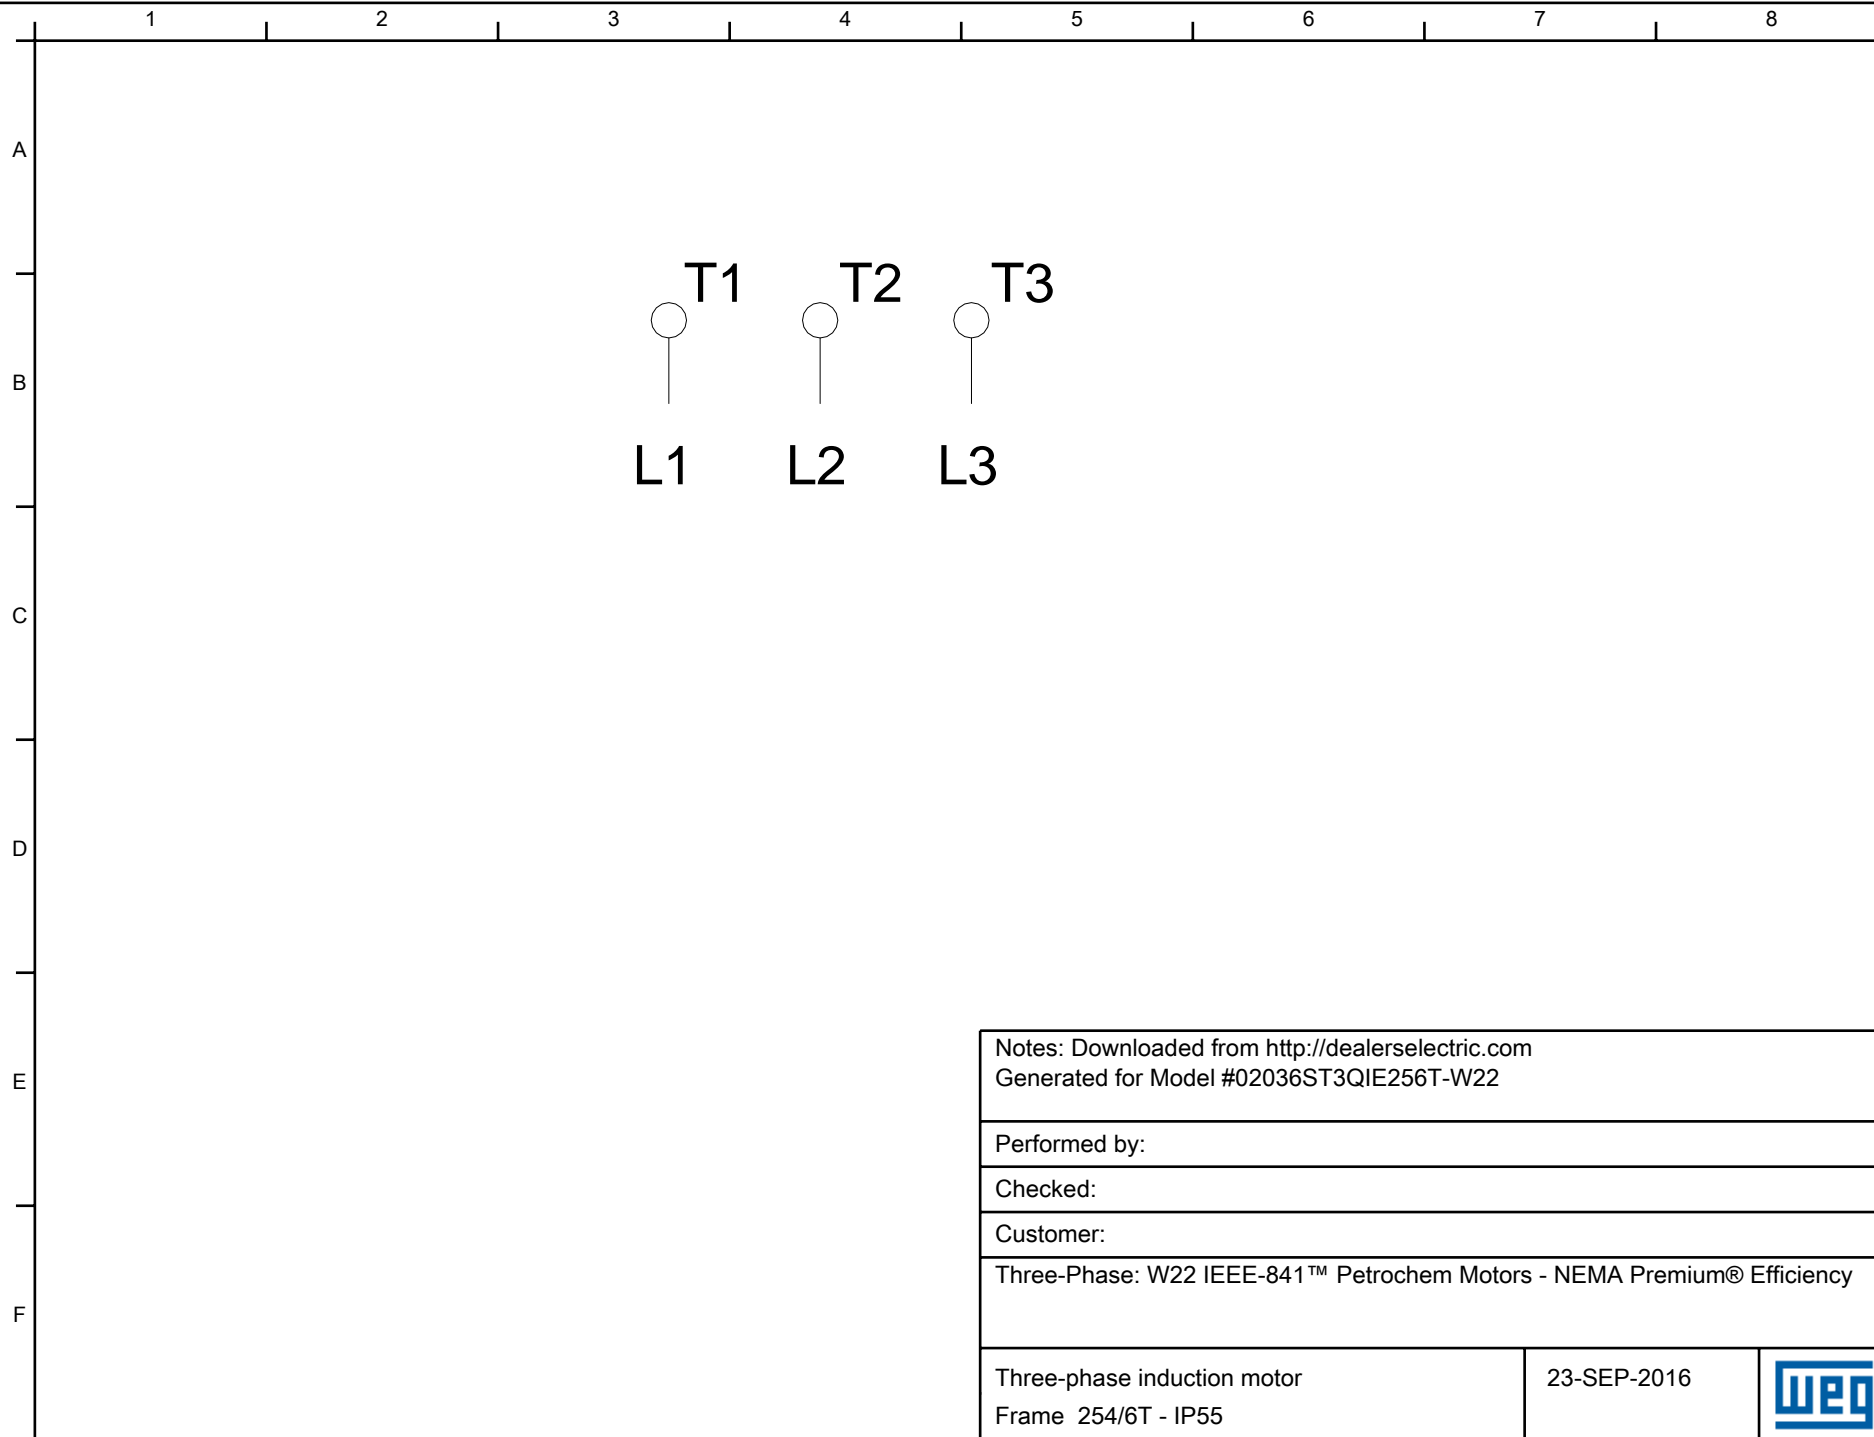 1 2 3 4 5 6 7 8
A
T1 T2 T3
B
L1 L2 L3
C
D
E
Notes: Downloaded from http://dealerselectric.com
Generated for Model #02036ST3QIE256T-W22
Performed by:
Checked:
Customer:
Three-Phase: W22 IEEE-841™ Petrochem Motors - NEMA Premium® Efficiency
F
Three-phase induction motor
23-SEP-2016
Frame 254/6T - IP55
weg